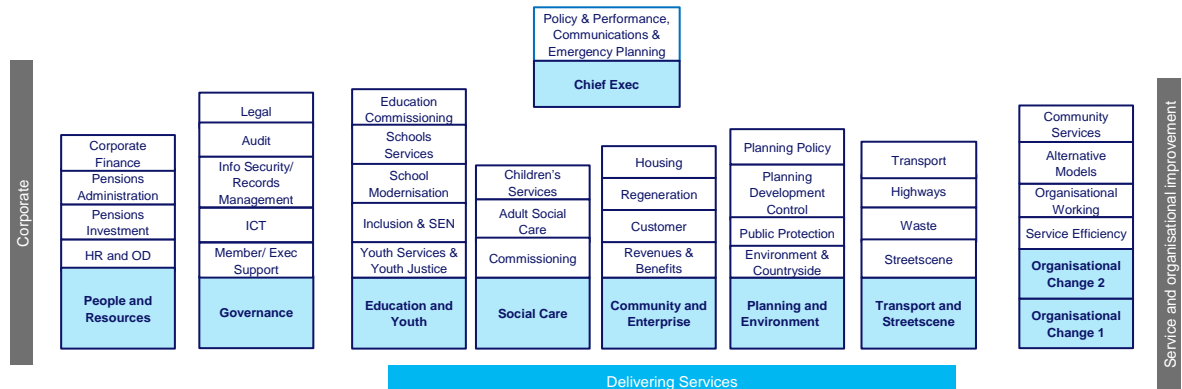 Policy & Performance,
Communications &
Emergency Planning
Chief Exec
Corporate
Corporate
Finance
Pensions
Administration
Pensions
Investment
HR and OD
People and
Resources
Legal
Audit
Info Security/
Records
Management
ICT
Member/ Exec
Support
Governance
Education
Commissioning
Schools
Services
School
Modernisation
Inclusion & SEN
Youth Services &
Youth Justice
Education and
Youth
Children's
Services
Adult Social
Care
Commissioning
Social Care
Housing
Regeneration
Customer
Revenues &
Benefits
Community and
Enterprise
Planning Policy
Planning
Development
Control
Public Protection
Environment &
Countryside
Planning and
Environment
Transport
Highways
Waste
Streetscene
Transport and
Streetscene
Community
Services
Alternative
Models
Organisational
Working
Service Efficiency
Organisational
Change 2
Organisational
Change 1
Service and organisational improvement
Delivering Services